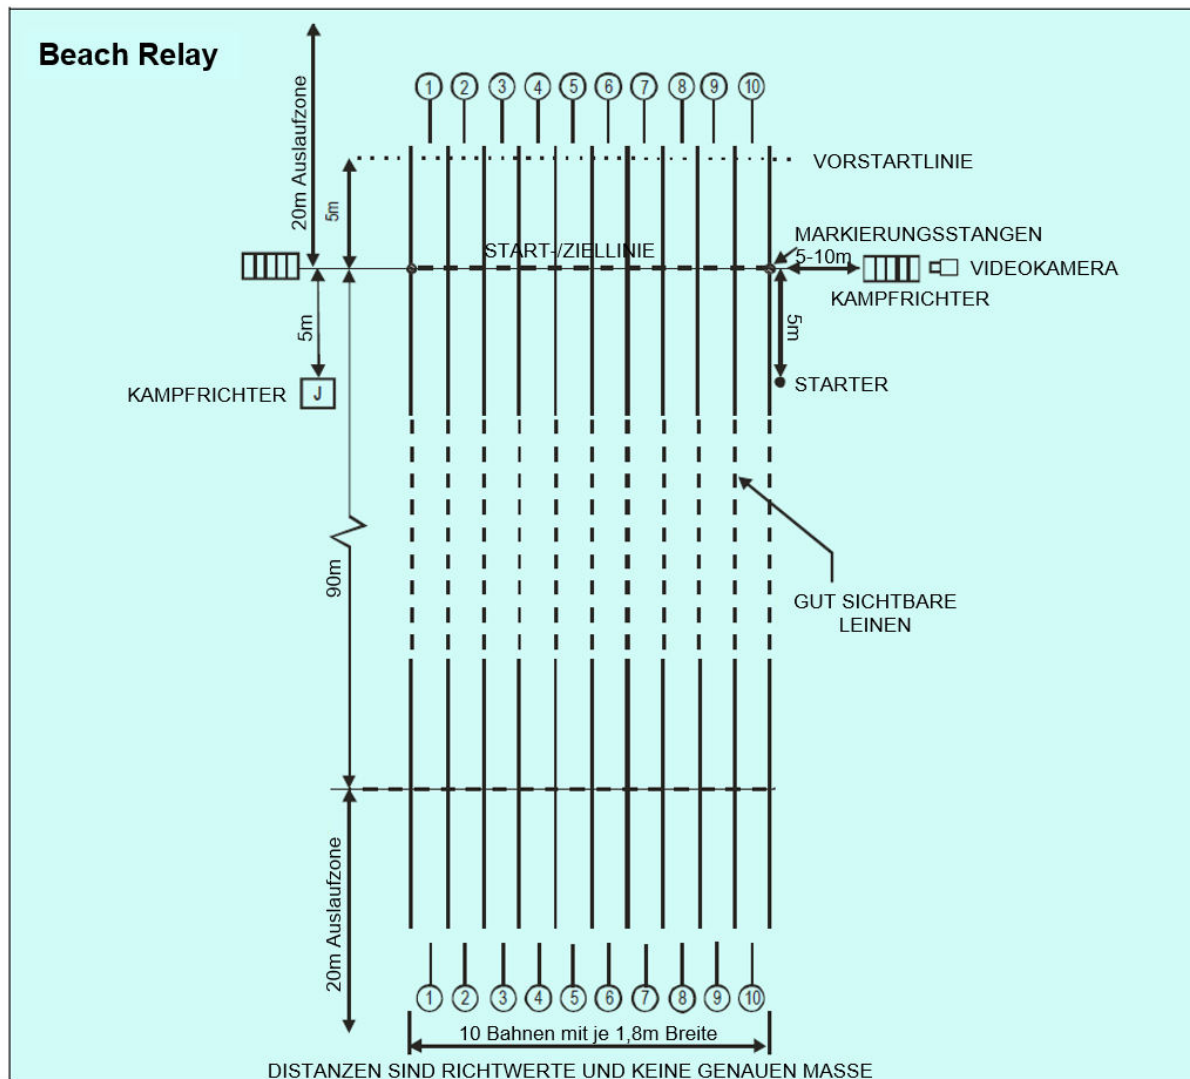 Beach Relay
20m Auslaufzone
1 2 3 4 5 6 7 8 9 10
VORSTARTLINIE
5m
START-/ZIELLINIE
MARKIERUNGSSTANGEN
5-10m
VIDEOKAMERA
KAMPFRICHTER
5m
5m
STARTER
KAMPFRICHTER
J
90m
GUT SICHTBARE
LEINEN
20m Auslaufzone
1 2 3 4 5 6 7 8 9 10
10 Bahnen mit je 1,8m Breite
DISTANZEN SIND RICHTWERTE UND KEINE GENAUEN MASSE